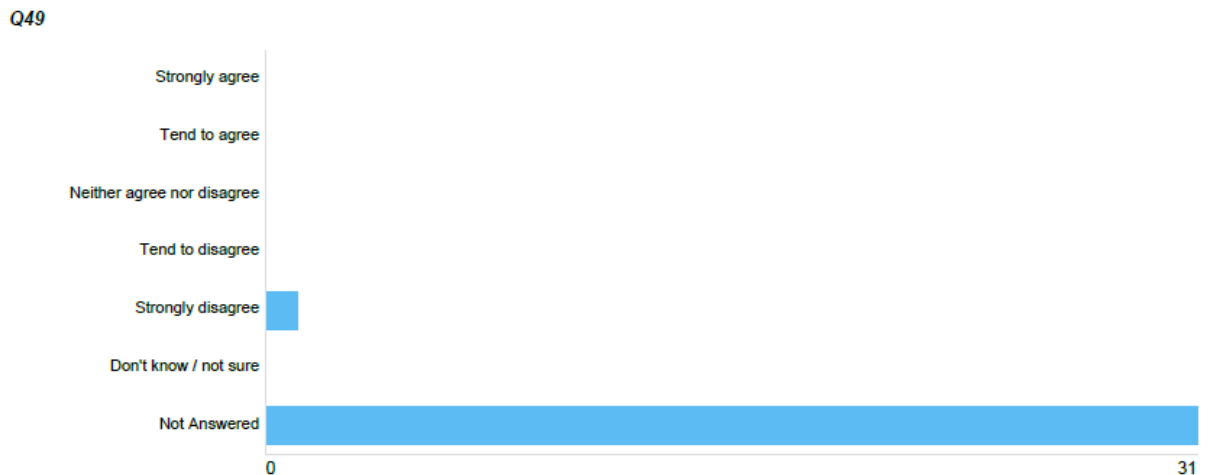 Q49
Strongly agree
Tend to agree
Neither agree nor disagree
Tend to disagree
Strongly disagree
Don't know / not sure
Not Answered
0 31